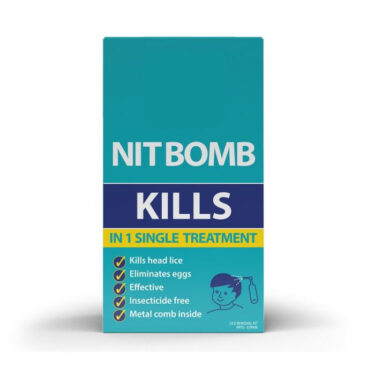 NIT BOMB
KILLS
IN 1 SINGLE TREATMENT
Kills head lice
Eliminates eggs
Effective
Insecticide free
Metal comb inside